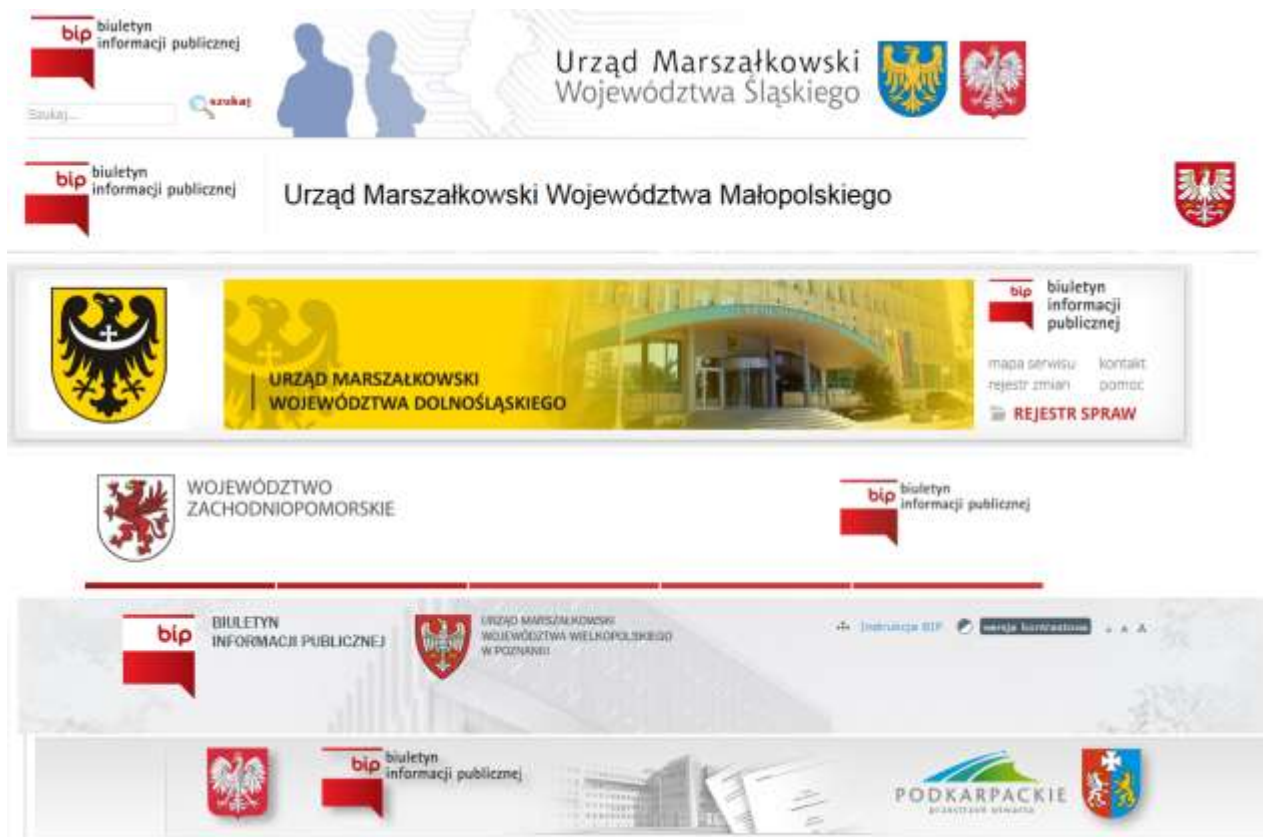 bip biuletyn
informacji publicznej
Szukaj...
szukaj
Urząd Marszałkowski
Województwa Śląskiego
bip biuletyn
informacji publicznej
Urząd Marszałkowski Województwa Małopolskiego
URZĄD MARSZAŁKOWSKI
WOJEWÓDZTWA DOLNOŚLĄSKIEGO
bip biuletyn
informacji
publicznej
mapa serwisu kontakt
rejestr zmian pomoc
REJESTR SPRAW
WOJEWÓDZTWO
ZACHODNIOPOMORSKIE
bip biuletyn
informacji publicznej
bip BIULETYN
INFORMACJI PUBLICZNEJ
URZĄD MARSZAŁKOWSKI
WOJEWÓDZTWA WIELKOPOLSKIEGO
W POZNANIU
Instrukcja BIP wersja kontrastowa A A A
bip biuletyn
informacji publicznej
PODKARPACKIE
przestrzeń otwarta